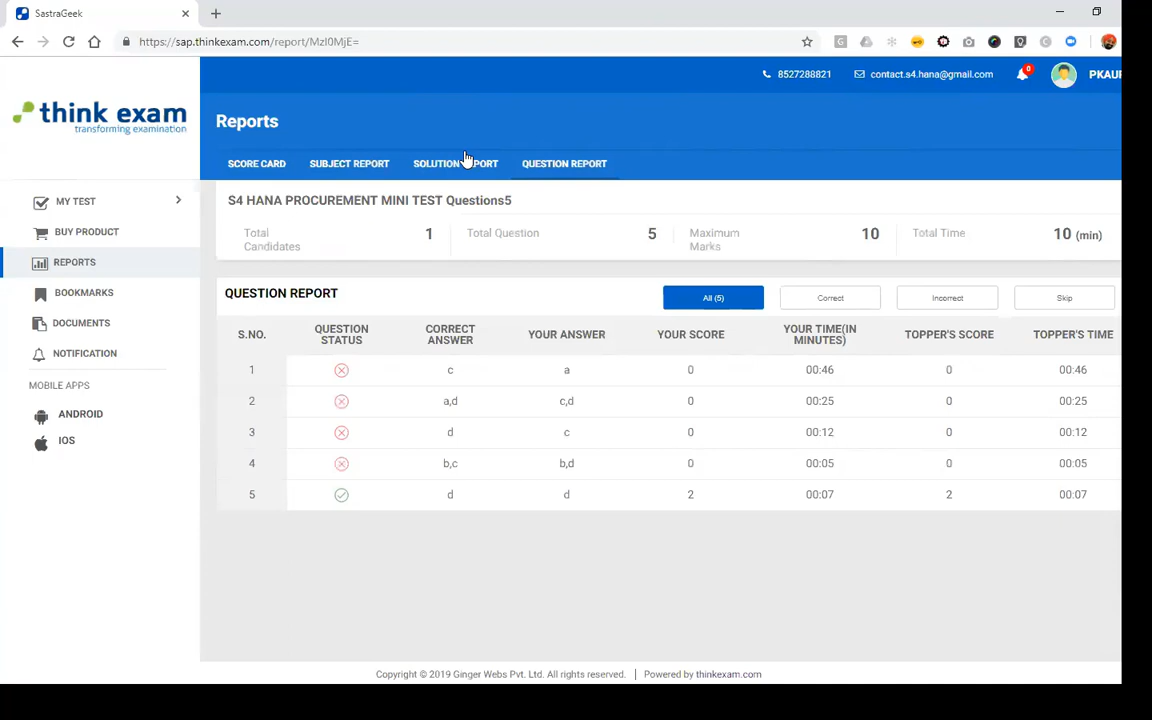 SastraGeek
https://sap.thinkexam.com/report/MzI0MjE=
8527288821
contact.s4.hana@gmail.com
0
PKAUR
think exam
transforming examination
Reports
SCORE CARD
SUBJECT REPORT
SOLUTION REPORT
QUESTION REPORT
MY TEST
BUY PRODUCT
REPORTS
BOOKMARKS
DOCUMENTS
NOTIFICATION
MOBILE APPS
ANDROID
IOS
S4 HANA PROCUREMENT MINI TEST Questions5
Total Candidates 1
Total Question 5
Maximum Marks 10
Total Time 10 (min)
QUESTION REPORT
All (5)
Correct
Incorrect
Skip
S.NO. QUESTION STATUS CORRECT ANSWER YOUR ANSWER YOUR SCORE YOUR TIME(IN MINUTES) TOPPER'S SCORE TOPPER'S TIME
1 c a 0 00:46 0 00:46
2 a,d c,d 0 00:25 0 00:25
3 d c 0 00:12 0 00:12
4 b,c b,d 0 00:05 0 00:05
5 d d 2 00:07 2 00:07
Copyright © 2019 Ginger Webs Pvt. Ltd. All rights reserved. | Powered by thinkexam.com